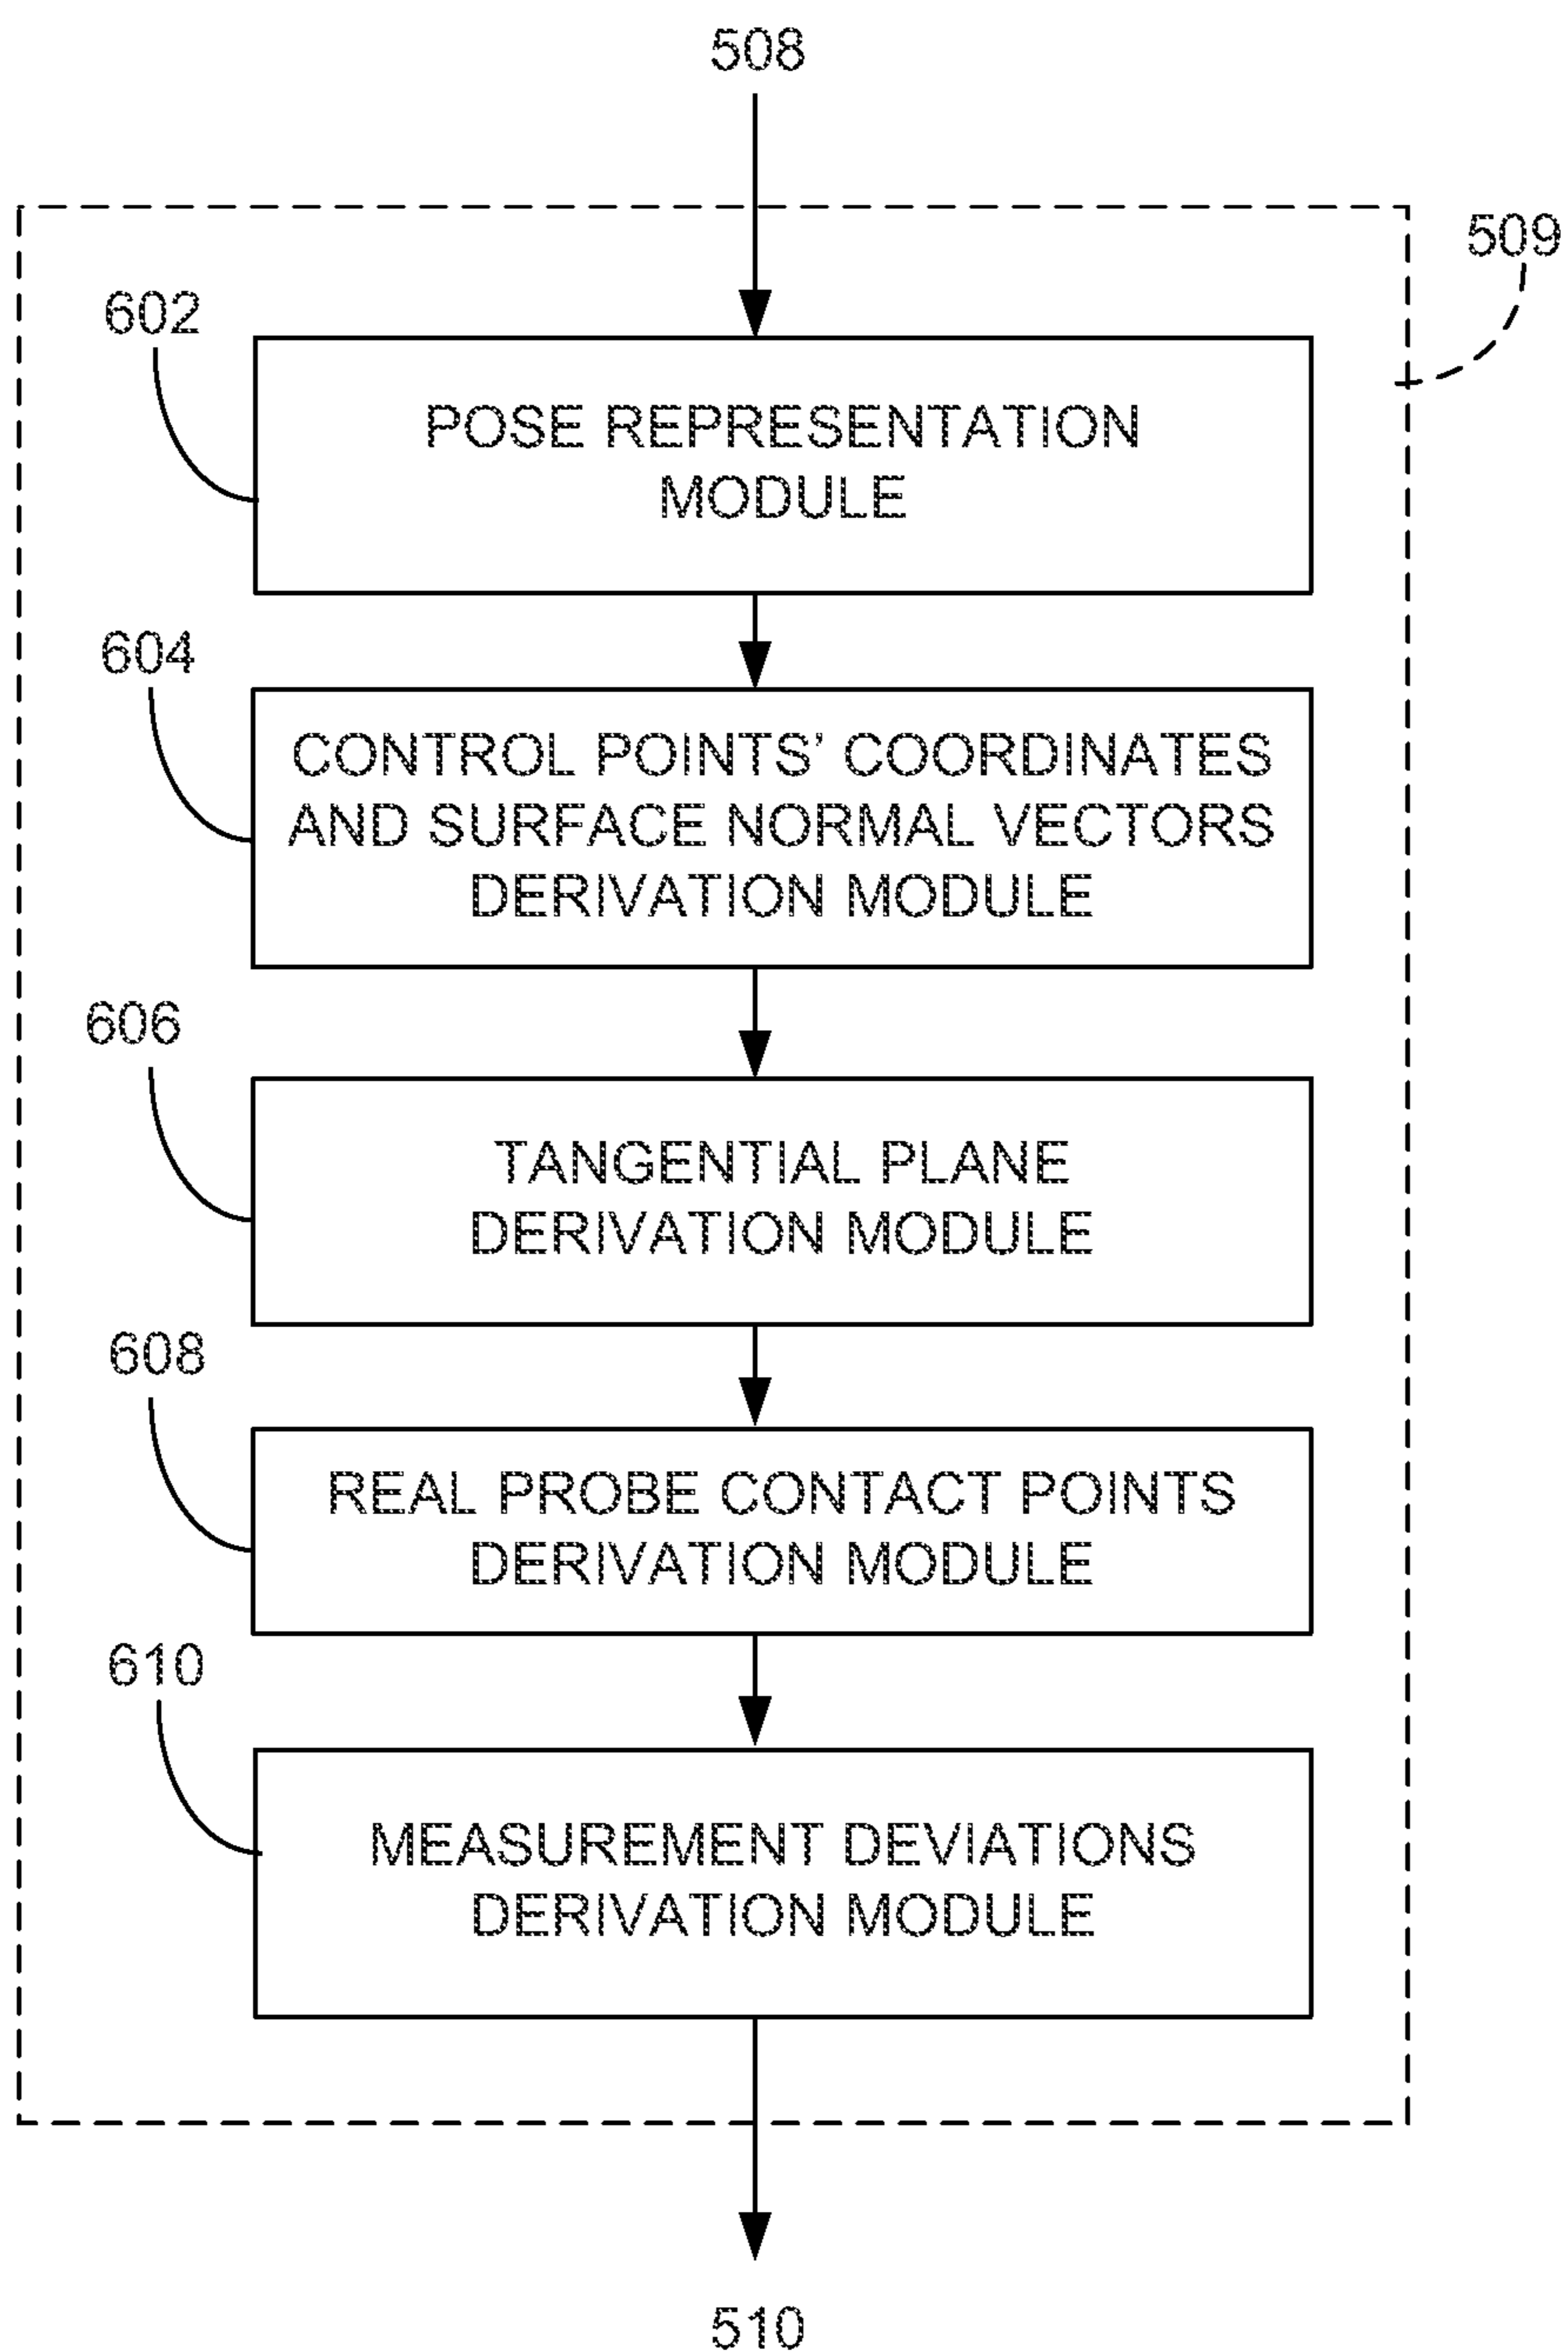 508
509
602
POSE REPRESENTATION
MODULE
604
CONTROL POINTS’ COORDINATES
AND SURFACE NORMAL VECTORS
DERIVATION MODULE
606
TANGENTIAL PLANE
DERIVATION MODULE
608
REAL PROBE CONTACT POINTS
DERIVATION MODULE
610
MEASUREMENT DEVIATIONS
DERIVATION MODULE
510